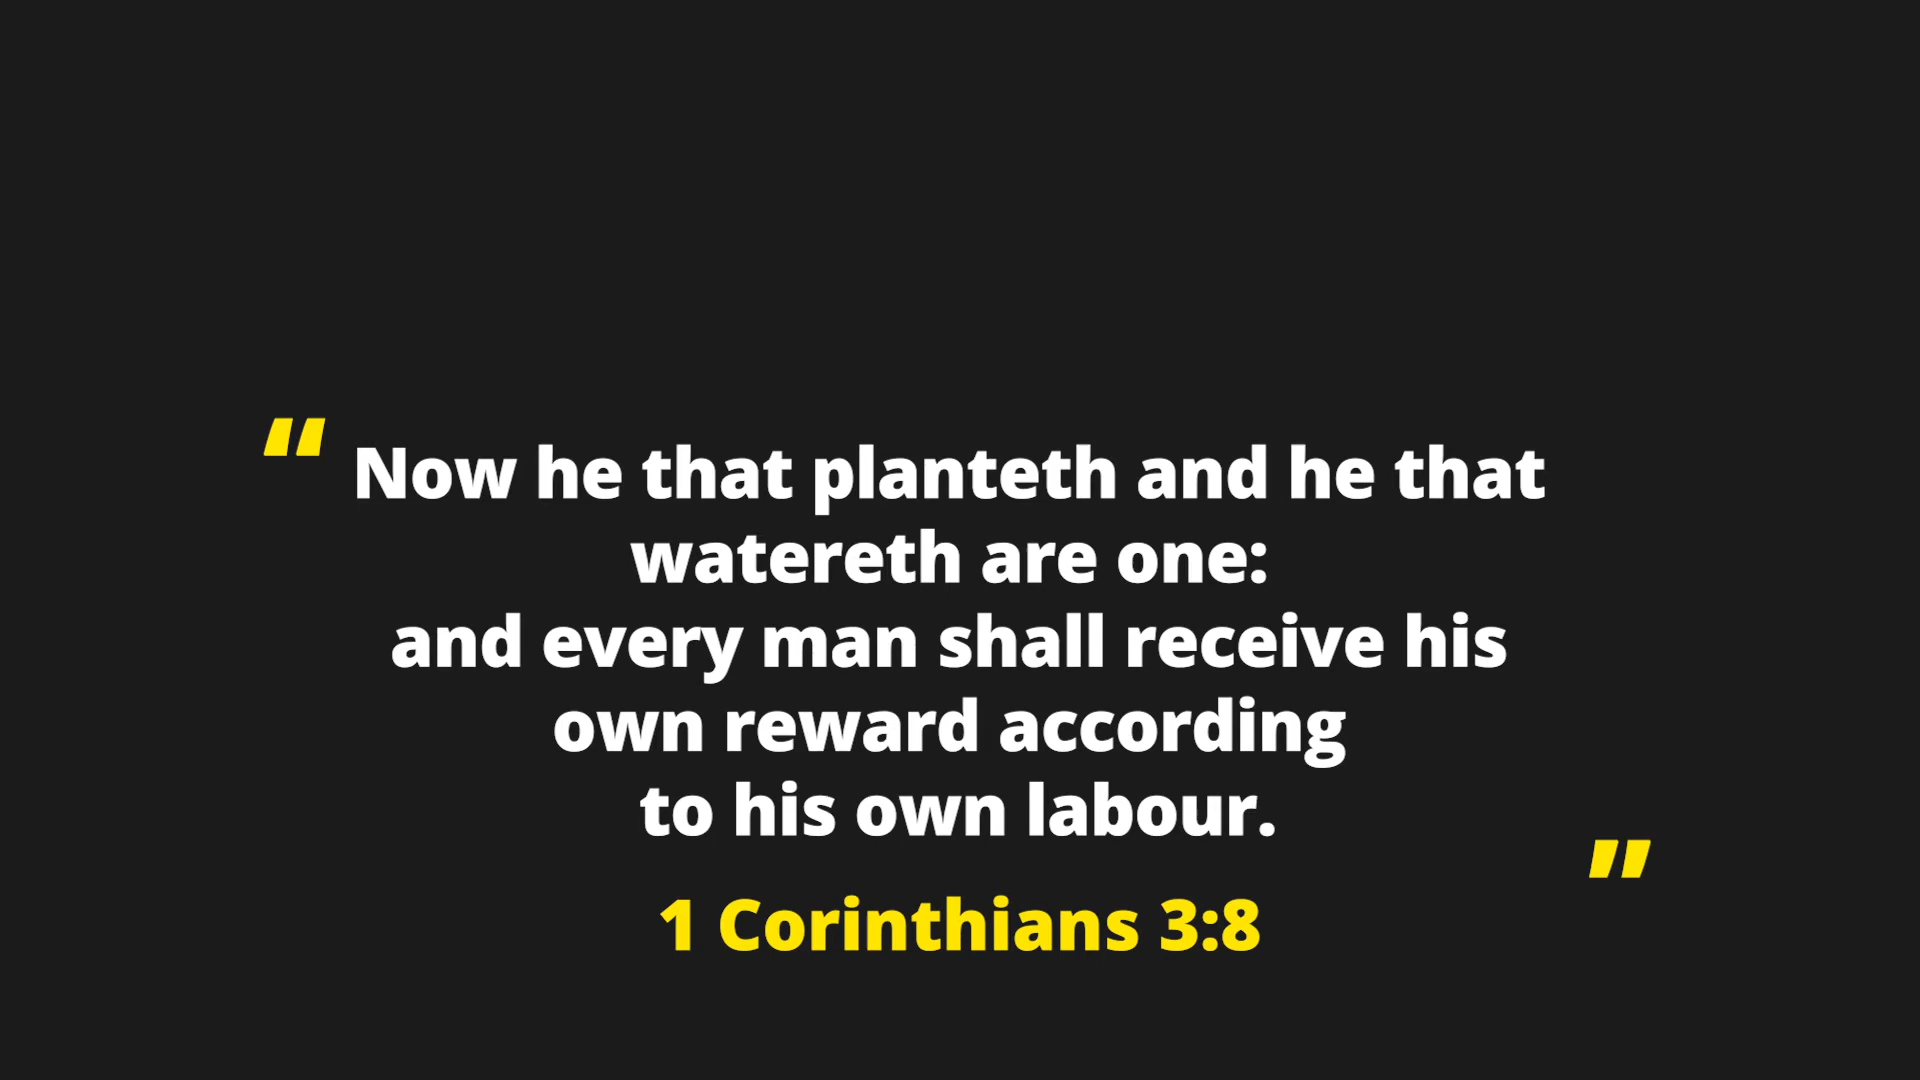 “ Now he that planteth and he that
watereth are one:
and every man shall receive his
own reward according
to his own labour.
”
1 Corinthians 3:8